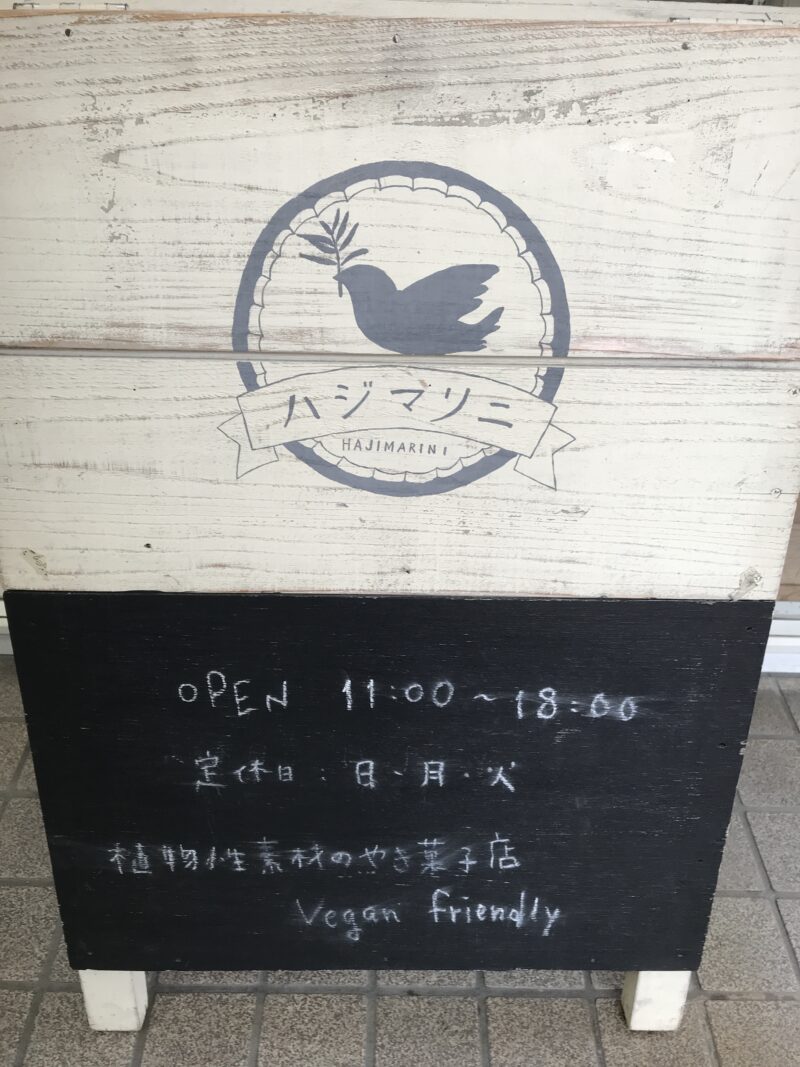 ハジマリニ
HAJIMARINI
OPEN 11:00～18:00
定休日:日・月・火
植物性素材のやき菓子店
Vegan friendly